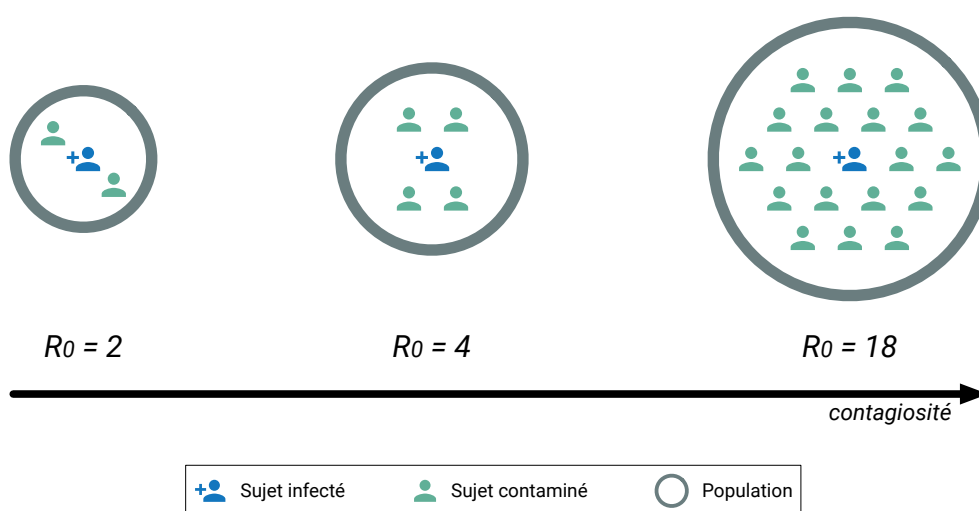 R0 = 2
R0 = 4
R0 = 18
contagiosité
Sujet infecté
Sujet contaminé
Population